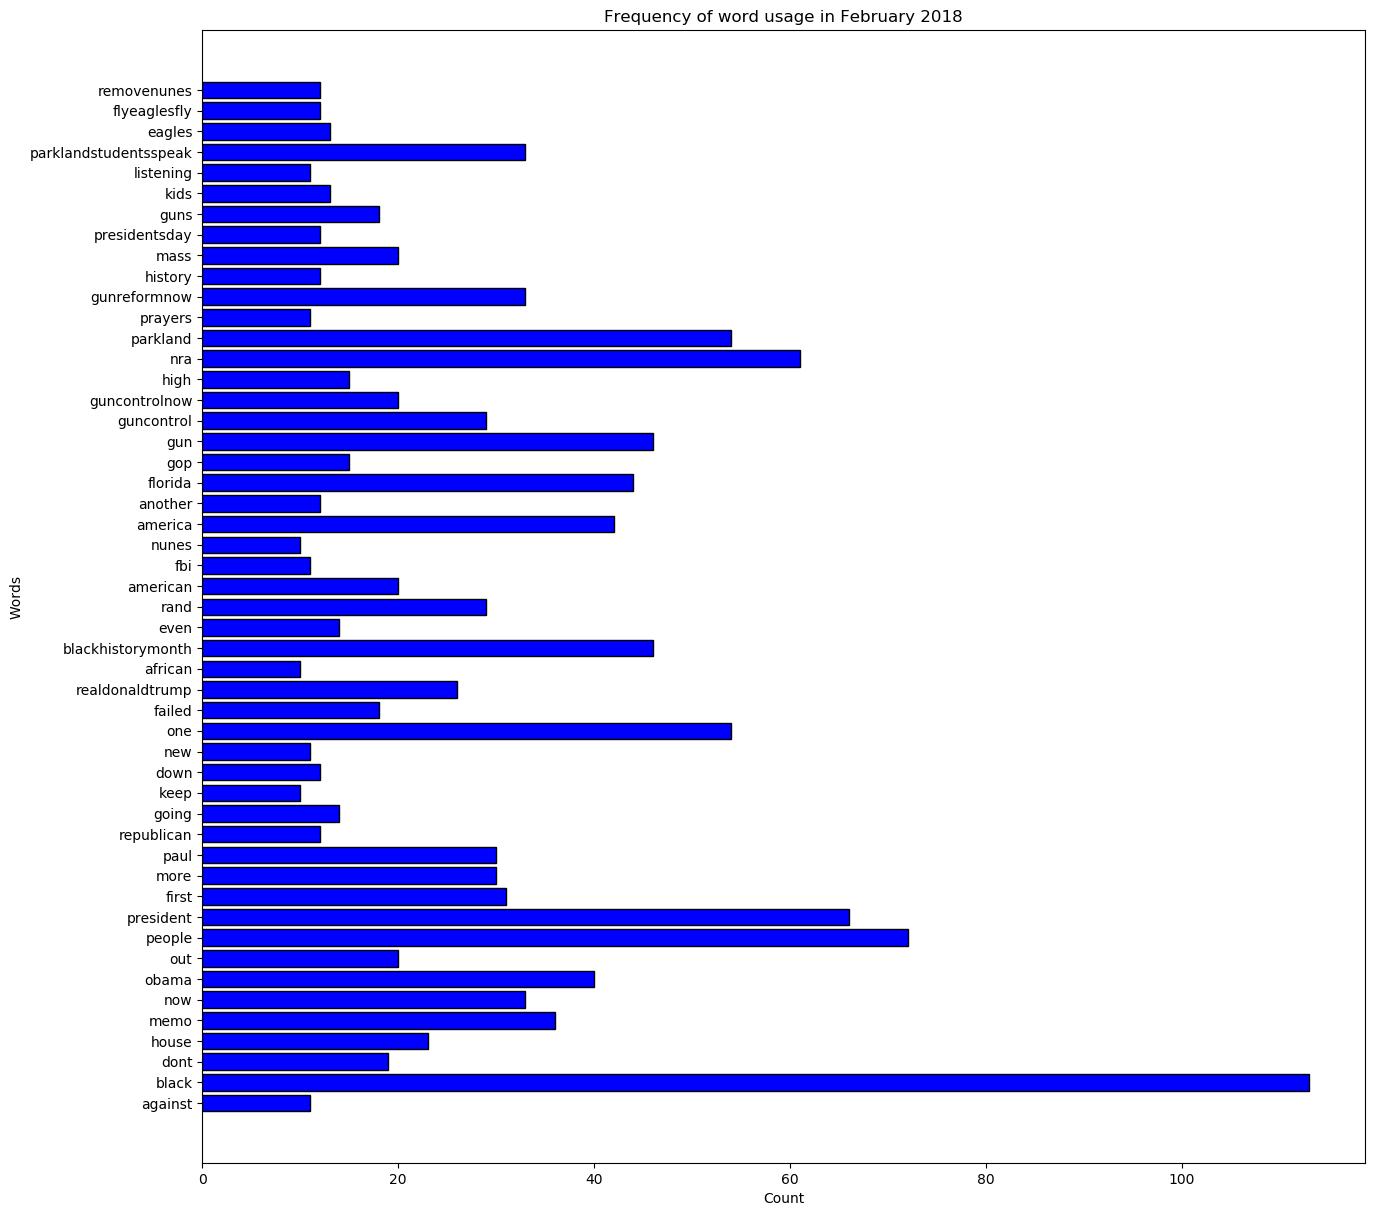 Frequency of word usage in February 2018
removenunes
flyeaglesfly
eagles
parklandstudentsspeak
listening
kids
guns
presidentsday
mass
history
gunreformnow
prayers
parkland
nra
high
guncontrolnow
guncontrol
gun
gop
florida
another
america
nunes
fbi
american
rand
even
blackhistorymonth
african
realdonaldtrump
failed
one
new
down
keep
going
republican
paul
more
first
president
people
out
obama
now
memo
house
dont
black
against
Words
0 20 40 60 80 100
Count